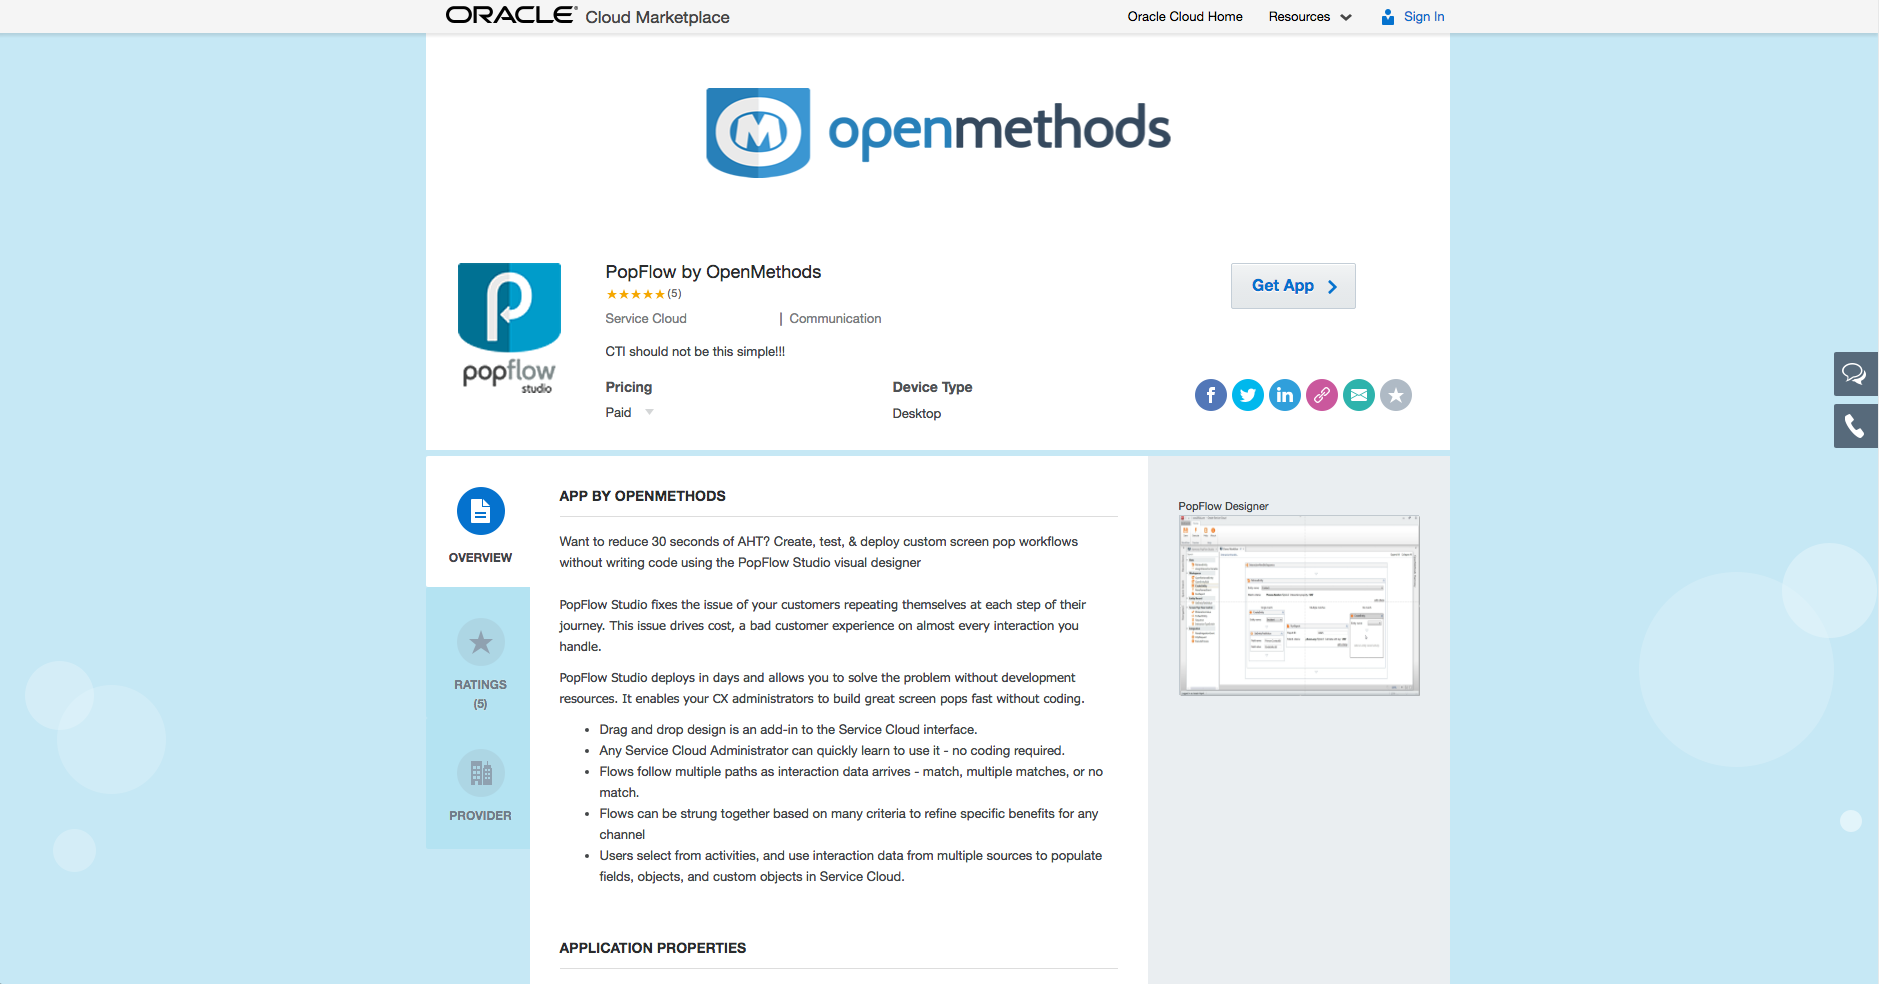 ORACLE Cloud Marketplace
Oracle Cloud Home Resources Sign In
openmethods
PopFlow by OpenMethods
(5)
Service Cloud | Communication
CTI should not be this simple!!!
Pricing Device Type
Paid Desktop
Get App
popflow
studio
OVERVIEW
RATINGS
(5)
PROVIDER
APP BY OPENMETHODS
Want to reduce 30 seconds of AHT? Create, test, & deploy custom screen pop workflows
without writing code using the PopFlow Studio visual designer
PopFlow Studio fixes the issue of your customers repeating themselves at each step of their
journey. This issue drives cost, a bad customer experience on almost every interaction you
handle.
PopFlow Studio deploys in days and allows you to solve the problem without development
resources. It enables your CX administrators to build great screen pops fast without coding.
• Drag and drop design is an add-in to the Service Cloud interface.
• Any Service Cloud Administrator can quickly learn to use it - no coding required.
• Flows follow multiple paths as interaction data arrives - match, multiple matches, or no
match.
• Flows can be strung together based on many criteria to refine specific benefits for any
channel
• Users select from activities, and use interaction data from multiple sources to populate
fields, objects, and custom objects in Service Cloud.
APPLICATION PROPERTIES
PopFlow Designer